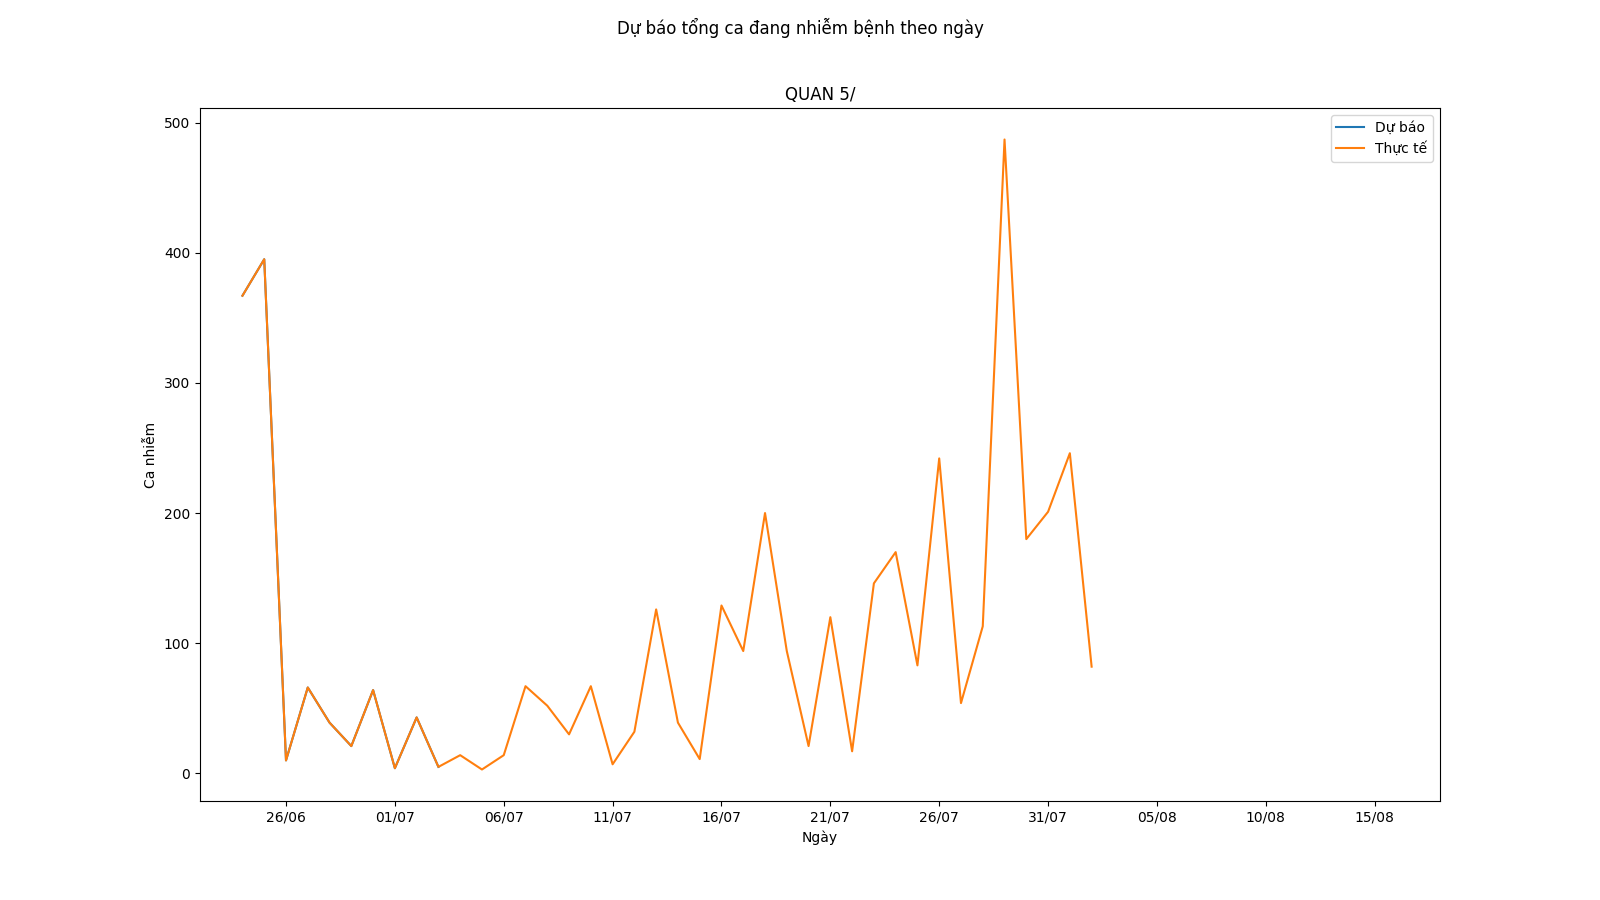 Dự báo tổng ca đang nhiễm bệnh theo ngày
QUAN 5/
Dự báo
Thực tế
500
400
300
200
100
0
Ca nhiễm
26/06
01/07
06/07
11/07
16/07
21/07
26/07
31/07
05/08
10/08
15/08
Ngày